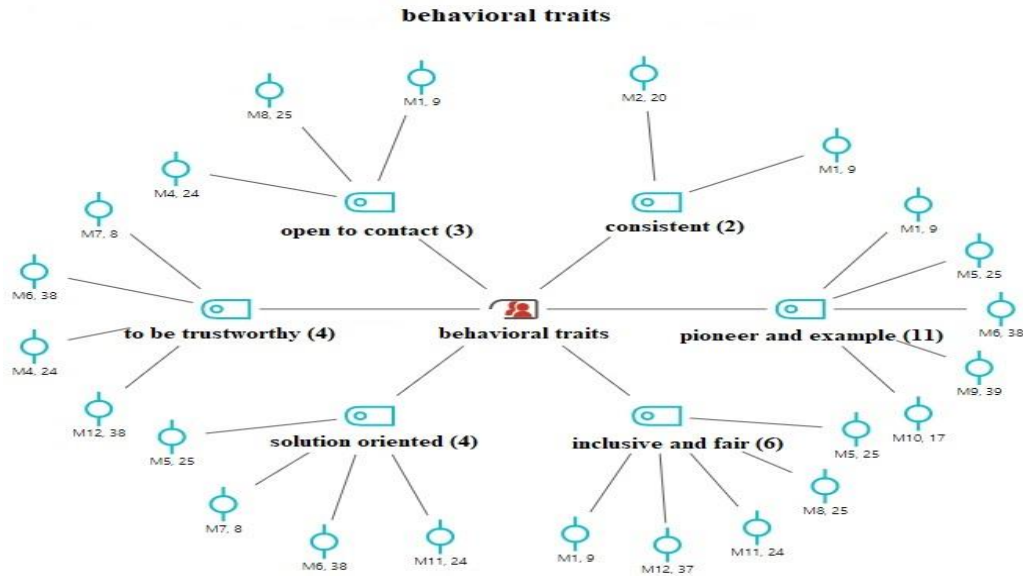 behavioral traits
M2, 20
M1, 9
M8, 25
M1, 9
M4, 24
M7, 8
M1, 9
open to contact (3)
consistent (2)
M5, 25
M6, 38
to be trustworthy (4)
behavioral traits
pioneer and example (11)
M6, 38
M4, 24
M9, 39
M12, 38
M10, 17
solution oriented (4)
inclusive and fair (6)
M5, 25
M5, 25
M8, 25
M7, 8
M6, 38
M11, 24
M1, 9
M12, 37
M11, 24